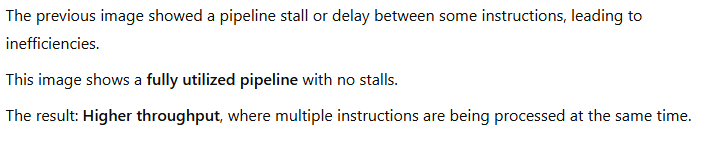 The previous image showed a pipeline stall or delay between some instructions, leading to
inefficiencies.
This image shows a fully utilized pipeline with no stalls.
The result: Higher throughput, where multiple instructions are being processed at the same time.